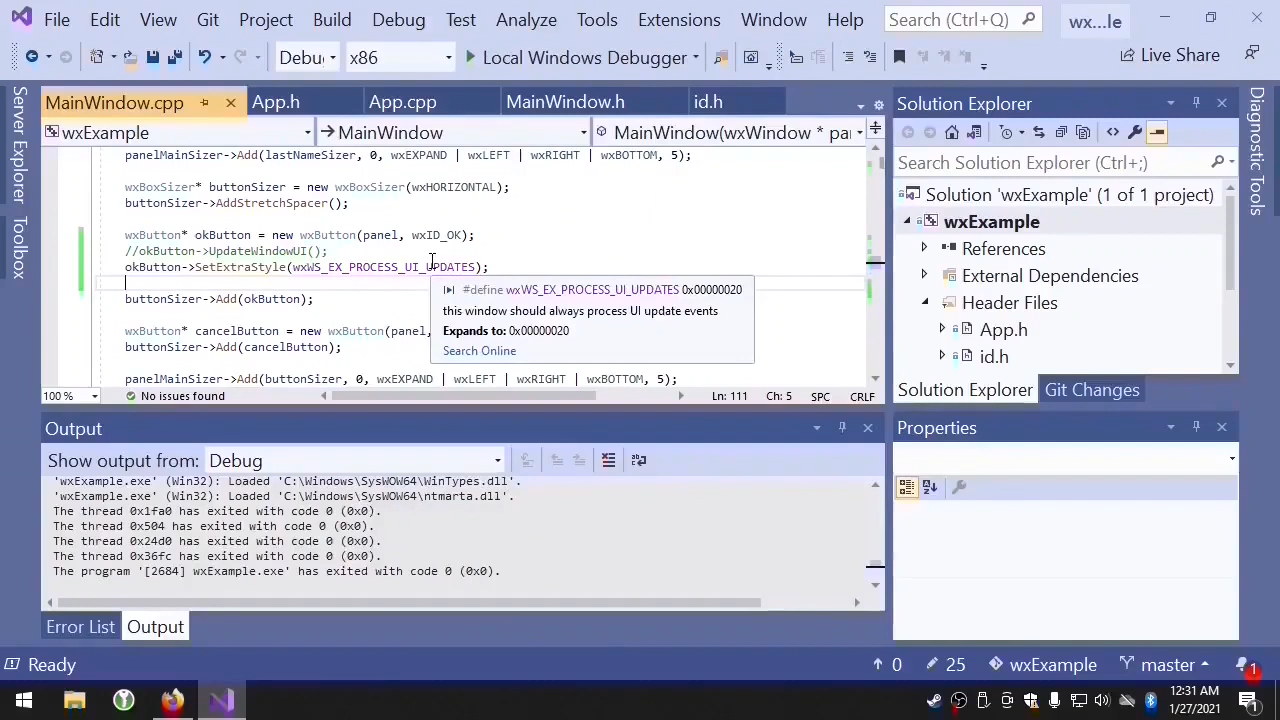 File Edit View Git Project Build Debug Test Analyze Tools Extensions Window Help Search (Ctrl+Q) wx...le
Debu x86 Local Windows Debugger Live Share
Server Explorer
Toolbox
MainWindow.cpp App.h App.cpp MainWindow.h id.h
wxExample MainWindow MainWindow(wxWindow * pa
panelMainSizer->Add(lastNameSizer, 0, wxEXPAND | wxLEFT | wxRIGHT | wxBOTTOM, 5);
wxBoxSizer* buttonSizer = new wxBoxSizer(wxHORIZONTAL);
buttonSizer->AddStretchSpacer();
wxButton* okButton = new wxButton(panel, wxID_OK);
//okButton->UpdateWindowUI();
okButton->SetExtraStyle(wxWS_EX_PROCESS_UI_UPDATES);
buttonSizer->Add(okButton);
wxButton* cancelButton = new wxButton(panel,
buttonSizer->Add(cancelButton);
panelMainSizer->Add(buttonSizer, 0, wxEXPAND | wxLEFT | wxRIGHT | wxBOTTOM, 5);
#define wxWS_EX_PROCESS_UI_UPDATES 0x00000020
this window should always process UI update events
Expands to: 0x00000020
Search Online
100 % No issues found Ln: 111 Ch: 5 SPC CRLF
Output
Show output from: Debug
'wxExample.exe' (Win32): Loaded 'C:\Windows\SysWOW64\WinTypes.dll'.
'wxExample.exe' (Win32): Loaded 'C:\Windows\SysWOW64\ntmarta.dll'.
The thread 0x1fa0 has exited with code 0 (0x0).
The thread 0x504 has exited with code 0 (0x0).
The thread 0x24d0 has exited with code 0 (0x0).
The thread 0x36fc has exited with code 0 (0x0).
The program '[2684] wxExample.exe' has exited with code 0 (0x0).
Error List Output
Solution Explorer
Search Solution Explorer (Ctrl+;)
Solution 'wxExample' (1 of 1 project)
wxExample
References
External Dependencies
Header Files
App.h
id.h
Solution Explorer Git Changes
Properties
Diagnostic Tools
Ready 0 25 wxExample master 1
12:31 AM
1/27/2021
1